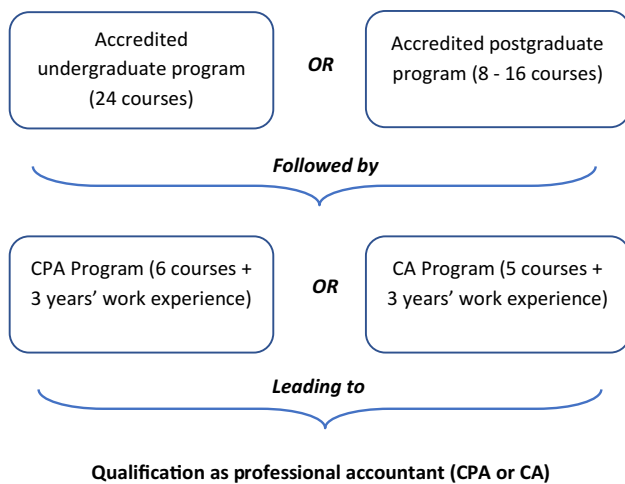 Accredited
undergraduate program
(24 courses)
OR
Accredited postgraduate
program (8 - 16 courses)
Followed by
CPA Program (6 courses +
3 years’ work experience)
OR
CA Program (5 courses +
3 years’ work experience)
Leading to
Qualification as professional accountant (CPA or CA)